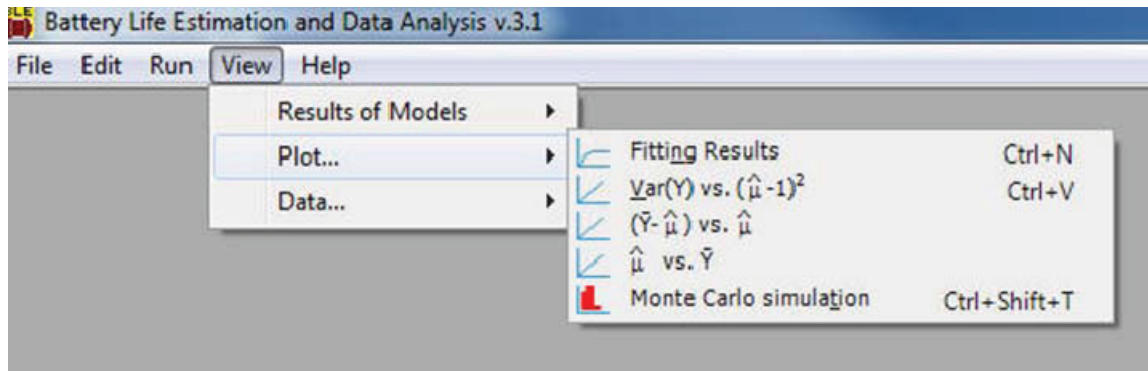 BLE
Battery Life Estimation and Data Analysis v.3.1
File Edit Run View Help
Results of Models
Plot...
Data...
Fitting Results Ctrl+N
Var(Y) vs. (μ̂-1)² Ctrl+V
(Ȳ-μ̂) vs. μ̂
μ̂ vs. Ȳ
Monte Carlo simulation Ctrl+Shift+T